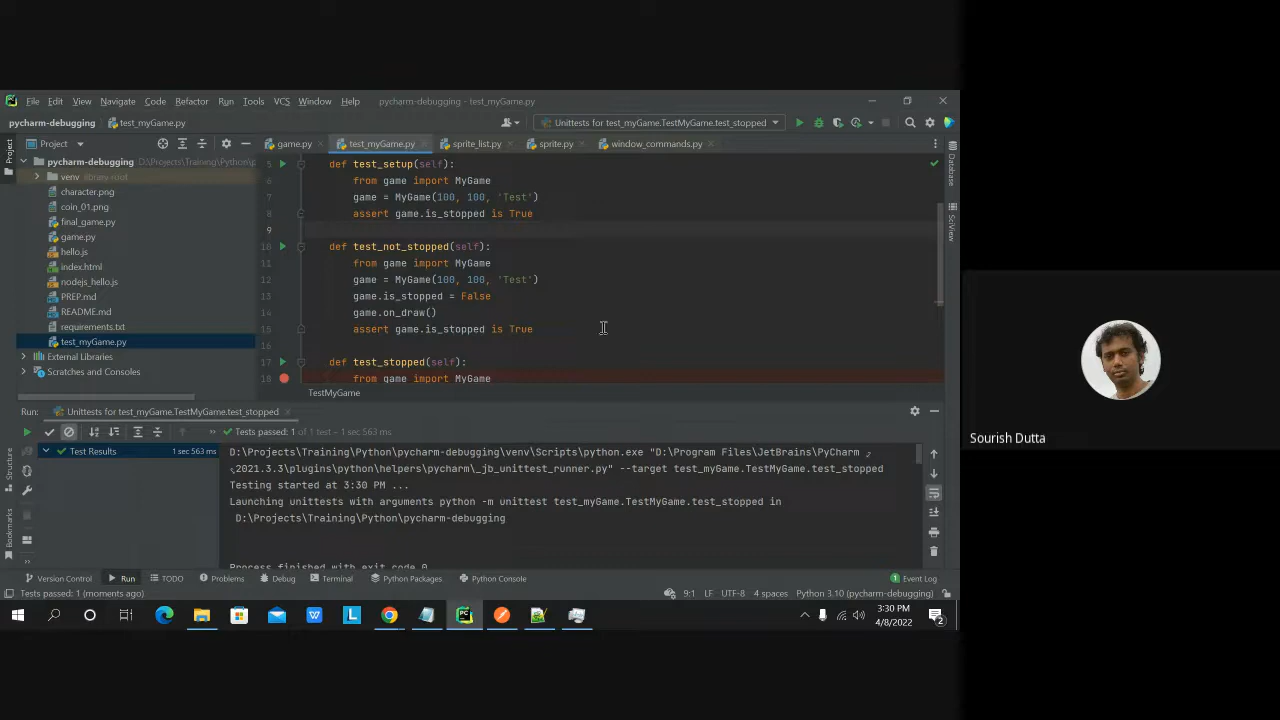 File Edit View Navigate Code Refactor Run Tools VCS Window Help pycharm-debugging - test_myGame.py
pycharm-debugging test_myGame.py Unittests for test_myGame.TestMyGame.test_stopped
Project
game.py test_myGame.py sprite_list.py sprite.py window_commands.py
pycharm-debugging D:\Projects\Training\Python\p
venv library root
character.png
coin_01.png
final_game.py
game.py
hello.js
index.html
nodejs_hello.js
PREP.md
README.md
requirements.txt
test_myGame.py
External Libraries
Scratches and Consoles
5 def test_setup(self):
6 from game import MyGame
7 game = MyGame(100, 100, 'Test')
8 assert game.is_stopped is True
9
10 def test_not_stopped(self):
11 from game import MyGame
12 game = MyGame(100, 100, 'Test')
13 game.is_stopped = False
14 game.on_draw()
15 assert game.is_stopped is True
16
17 def test_stopped(self):
18 from game import MyGame
TestMyGame
Project
Structure
Bookmarks
Database
SciView
Run: Unittests for test_myGame.TestMyGame.test_stopped
Tests passed: 1 of 1 test – 1 sec 563 ms
Test Results 1 sec 563 ms
D:\Projects\Training\Python\pycharm-debugging\venv\Scripts\python.exe "D:\Program Files\JetBrains\PyCharm
2021.3.3\plugins\python\helpers\pycharm\_jb_unittest_runner.py" --target test_myGame.TestMyGame.test_stopped
Testing started at 3:30 PM ...
Launching unittests with arguments python -m unittest test_myGame.TestMyGame.test_stopped in
D:\Projects\Training\Python\pycharm-debugging
Process finished with exit code 0
Version Control Run TODO Problems Debug Terminal Python Packages Python Console 1 Event Log
Tests passed: 1 (moments ago) 9:1 LF UTF-8 4 spaces Python 3.10 (pycharm-debugging)
3:30 PM
4/8/2022
2
Sourish Dutta